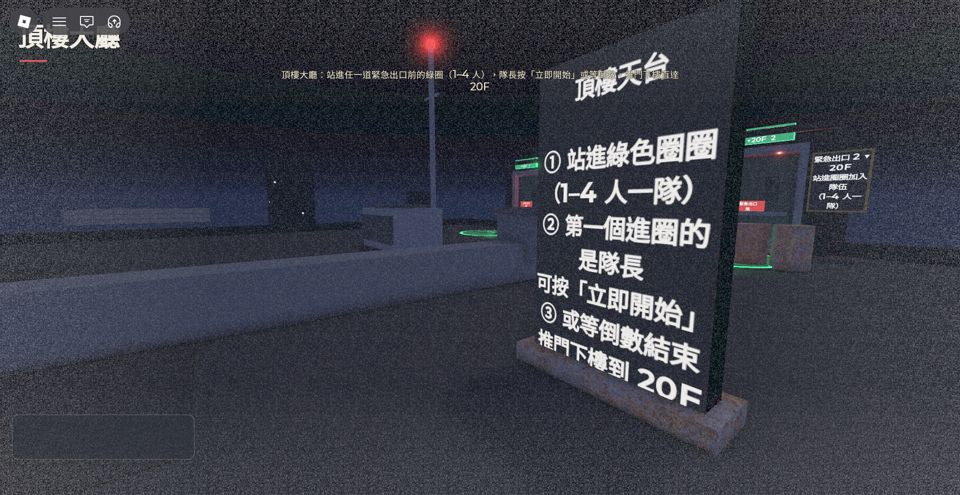 頂樓大廳
頂樓大廳：站進任一道緊急出口前的綠圈（1–4 人），隊長按「立即開始」或等
20F
頂樓天台
① 站進綠色圈圈
（1–4 人一隊）
② 第一個進圈的
是隊長
可按「立即開始」
③ 或等倒數結束
推門下樓到 20F
20F 2
緊急出口 2 ▼
20F
站進圈圈加入
隊伍
（1–4 人一
隊）